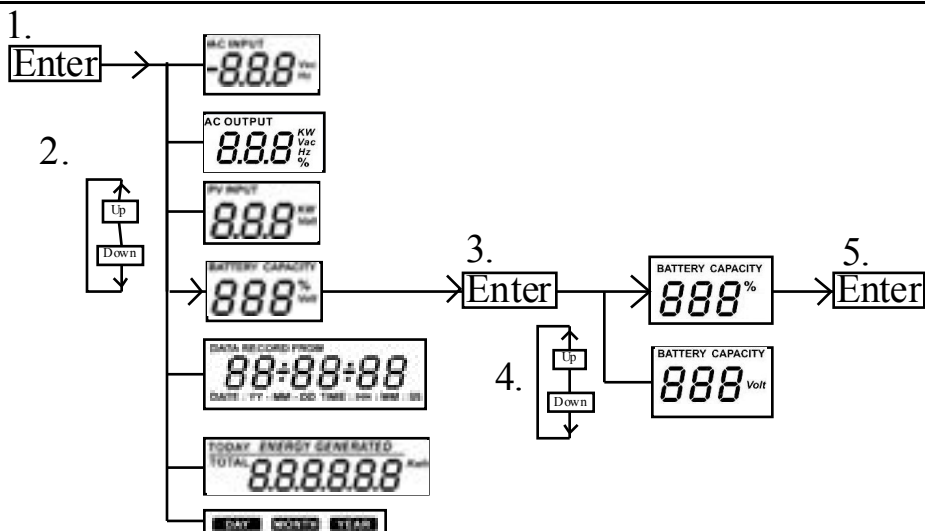 1.
Enter
AC INPUT
-8.8.8 Vac
Hz
AC OUTPUT
8.8.8 KW
Vac
Hz
%
2.
Up
Down
PV INPUT
8.8.8 KW
Volt
BATTERY CAPACITY
888 %
Volt
3.
Enter
BATTERY CAPACITY
888 %
5.
Enter
4.
Up
Down
BATTERY CAPACITY
888 Volt
DATA RECORD FROM
88:88:88
DATE : YY - MM - DD TIME : HH : MM : SS
TODAY ENERGY GENERATED
TOTAL 8.8.8.8.8.8 Kwh
DAY MONTH YEAR